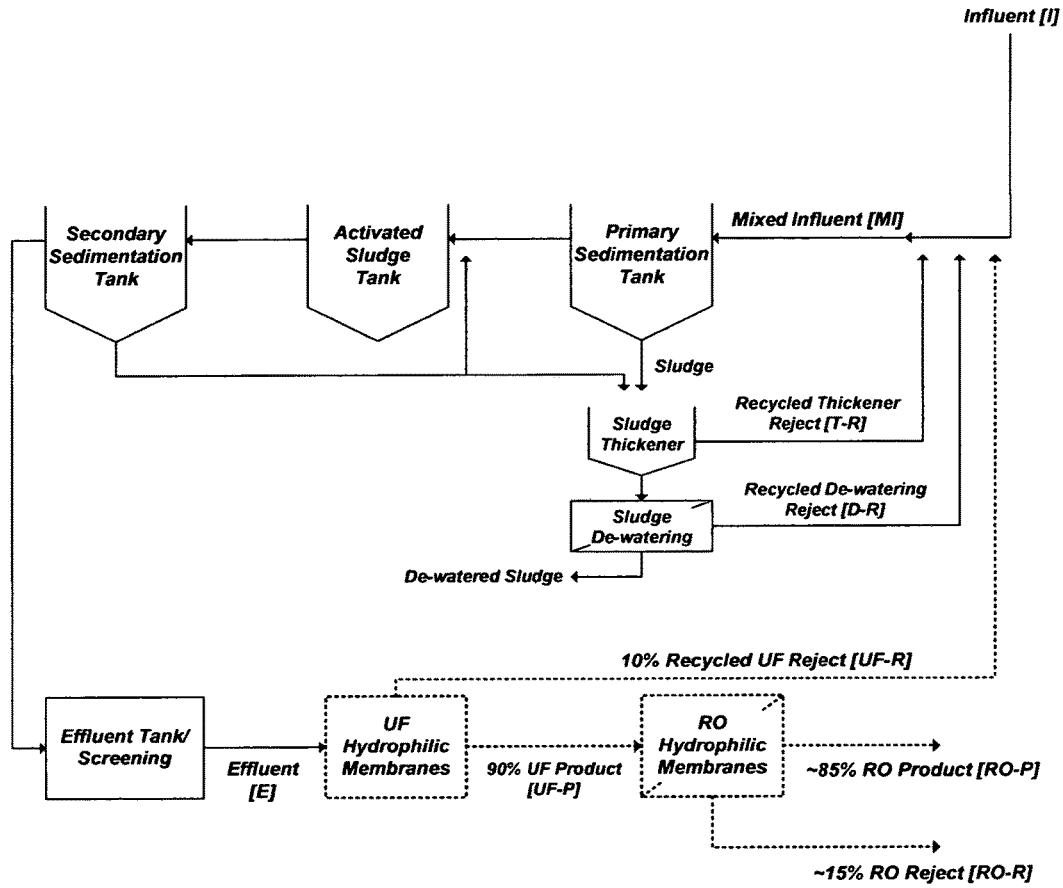 Influent [I]
Secondary
Sedimentation
Tank
Activated
Sludge
Tank
Primary
Sedimentation
Tank
Mixed Influent [MI]
Sludge
Sludge
Thickener
Recycled Thickener
Reject [T-R]
Sludge
De-watering
Recycled De-watering
Reject [D-R]
De-watered Sludge
10% Recycled UF Reject [UF-R]
Effluent Tank/
Screening
Effluent
[E]
UF
Hydrophilic
Membranes
90% UF Product
[UF-P]
RO
Hydrophilic
Membranes
~85% RO Product [RO-P]
~15% RO Reject [RO-R]